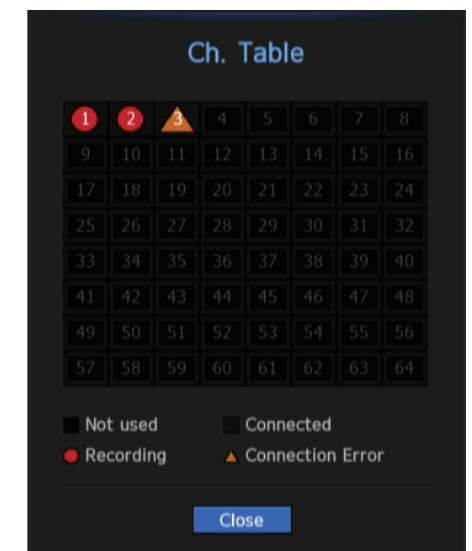 Ch. Table
1 2 3 4 5 6 7 8
9 10 11 12 13 14 15 16
17 18 19 20 21 22 23 24
25 26 27 28 29 30 31 32
33 34 35 36 37 38 39 40
41 42 43 44 45 46 47 48
49 50 51 52 53 54 55 56
57 58 59 60 61 62 63 64
Not used Connected
Recording Connection Error
Close